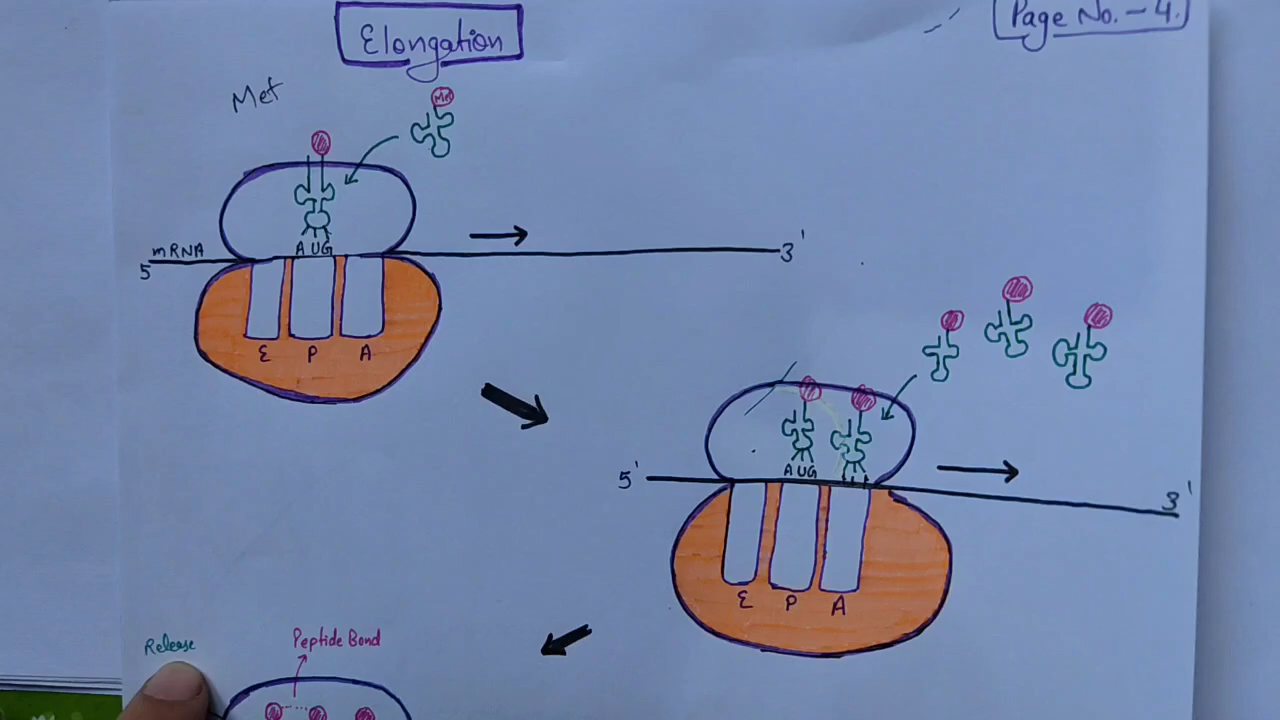 Page No. - 4.
Elongation
Met
Met
mRNA
AUG
5'
3'
E P A
5'
AUG
3'
E P A
Release
Peptide Bond